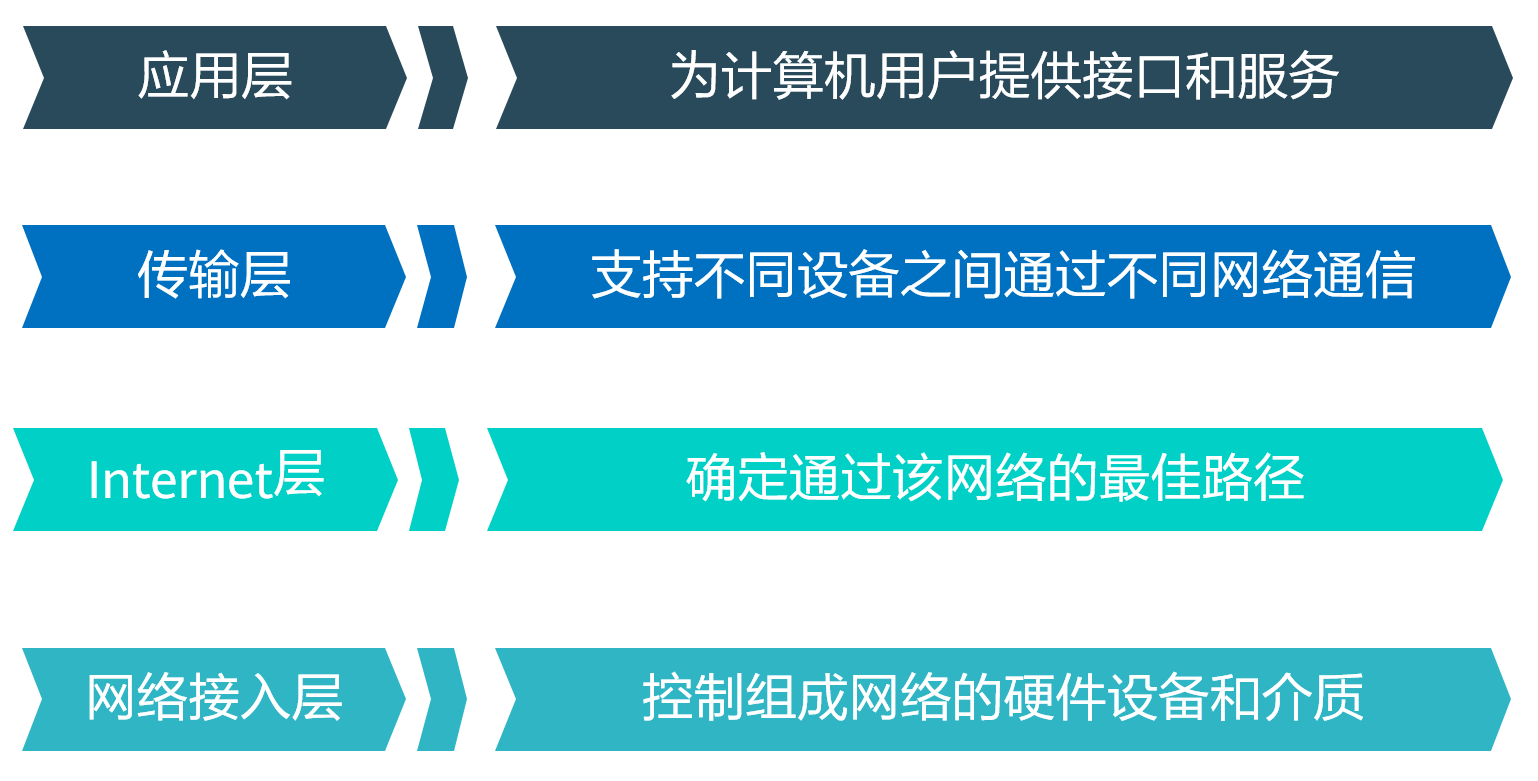 应用层
为计算机用户提供接口和服务
传输层
支持不同设备之间通过不同网络通信
Internet层
确定通过该网络的最佳路径
网络接入层
控制组成网络的硬件设备和介质